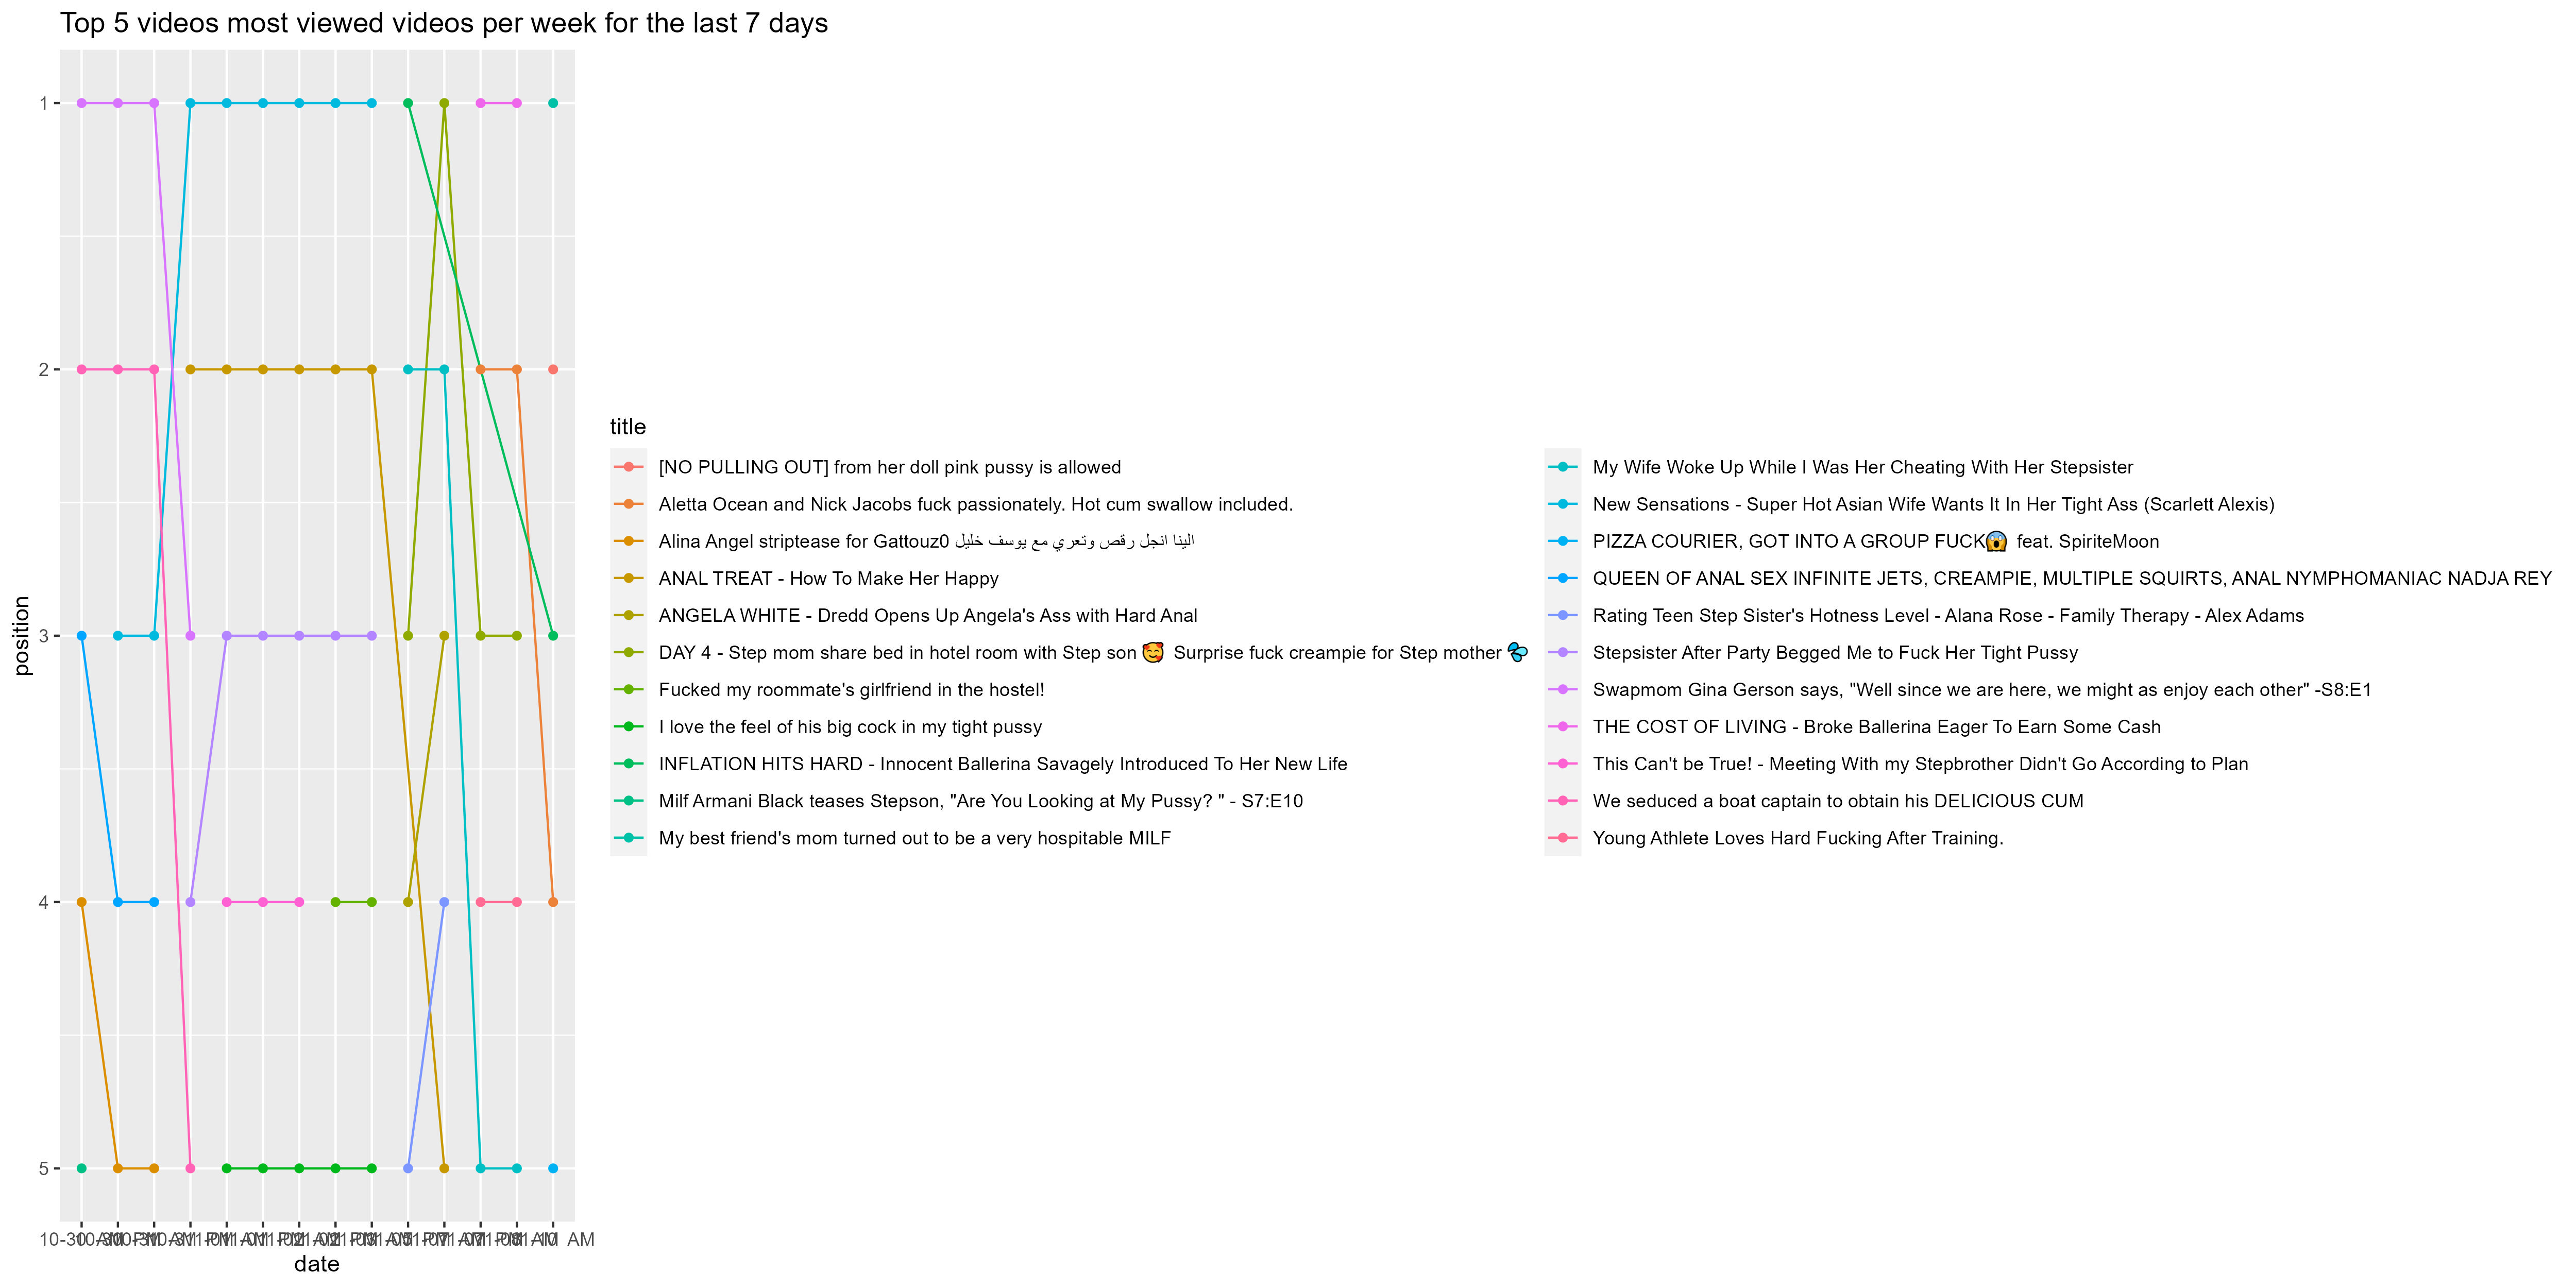 Top 5 videos most viewed videos per week for the last 7 days
1
2
3
4
5
position
date
title
[NO PULLING OUT] from her doll pink pussy is allowed
Aletta Ocean and Nick Jacobs fuck passionately. Hot cum swallow included.
Alina Angel striptease for Gattouz0 الينا انجل رقص وتعري مع يوسف خليل
ANAL TREAT - How To Make Her Happy
ANGELA WHITE - Dredd Opens Up Angela's Ass with Hard Anal
DAY 4 - Step mom share bed in hotel room with Step son 🥰 Surprise fuck creampie for Step mother 💦
Fucked my roommate's girlfriend in the hostel!
I love the feel of his big cock in my tight pussy
INFLATION HITS HARD - Innocent Ballerina Savagely Introduced To Her New Life
Milf Armani Black teases Stepson, "Are You Looking at My Pussy? " - S7:E10
My best friend's mom turned out to be a very hospitable MILF
My Wife Woke Up While I Was Her Cheating With Her Stepsister
New Sensations - Super Hot Asian Wife Wants It In Her Tight Ass (Scarlett Alexis)
PIZZA COURIER, GOT INTO A GROUP FUCK😱 feat. SpiriteMoon
QUEEN OF ANAL SEX INFINITE JETS, CREAMPIE, MULTIPLE SQUIRTS, ANAL NYMPHOMANIAC NADJA REY
Rating Teen Step Sister's Hotness Level - Alana Rose - Family Therapy - Alex Adams
Stepsister After Party Begged Me to Fuck Her Tight Pussy
Swapmom Gina Gerson says, "Well since we are here, we might as enjoy each other" -S8:E1
THE COST OF LIVING - Broke Ballerina Eager To Earn Some Cash
This Can't be True! - Meeting With my Stepbrother Didn't Go According to Plan
We seduced a boat captain to obtain his DELICIOUS CUM
Young Athlete Loves Hard Fucking After Training.